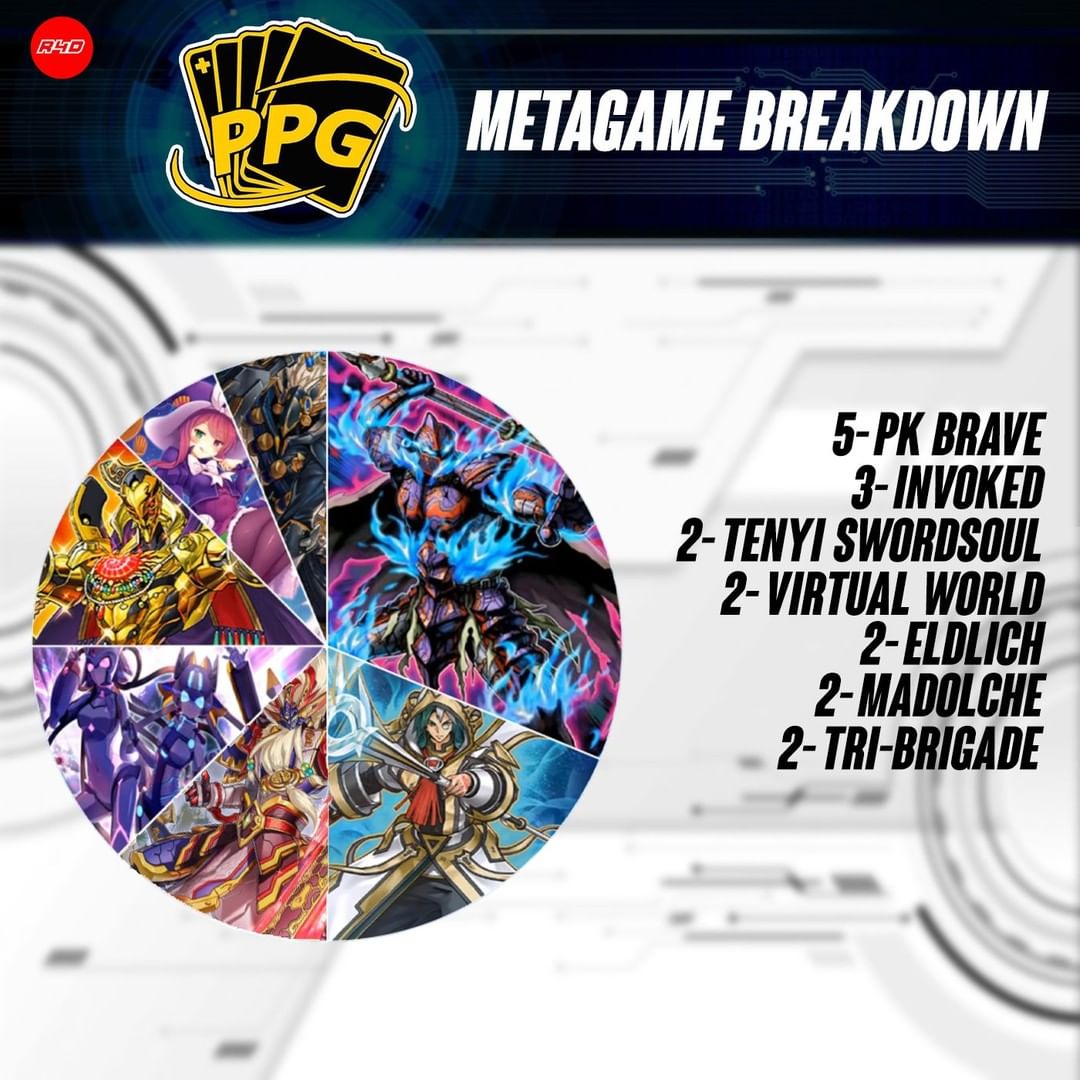 R4D
PPG
METAGAME BREAKDOWN
5- PK BRAVE
3- INVOKED
2- TENYI SWORDSOUL
2- VIRTUAL WORLD
2- ELDLICH
2- MADOLCHE
2- TRI-BRIGADE